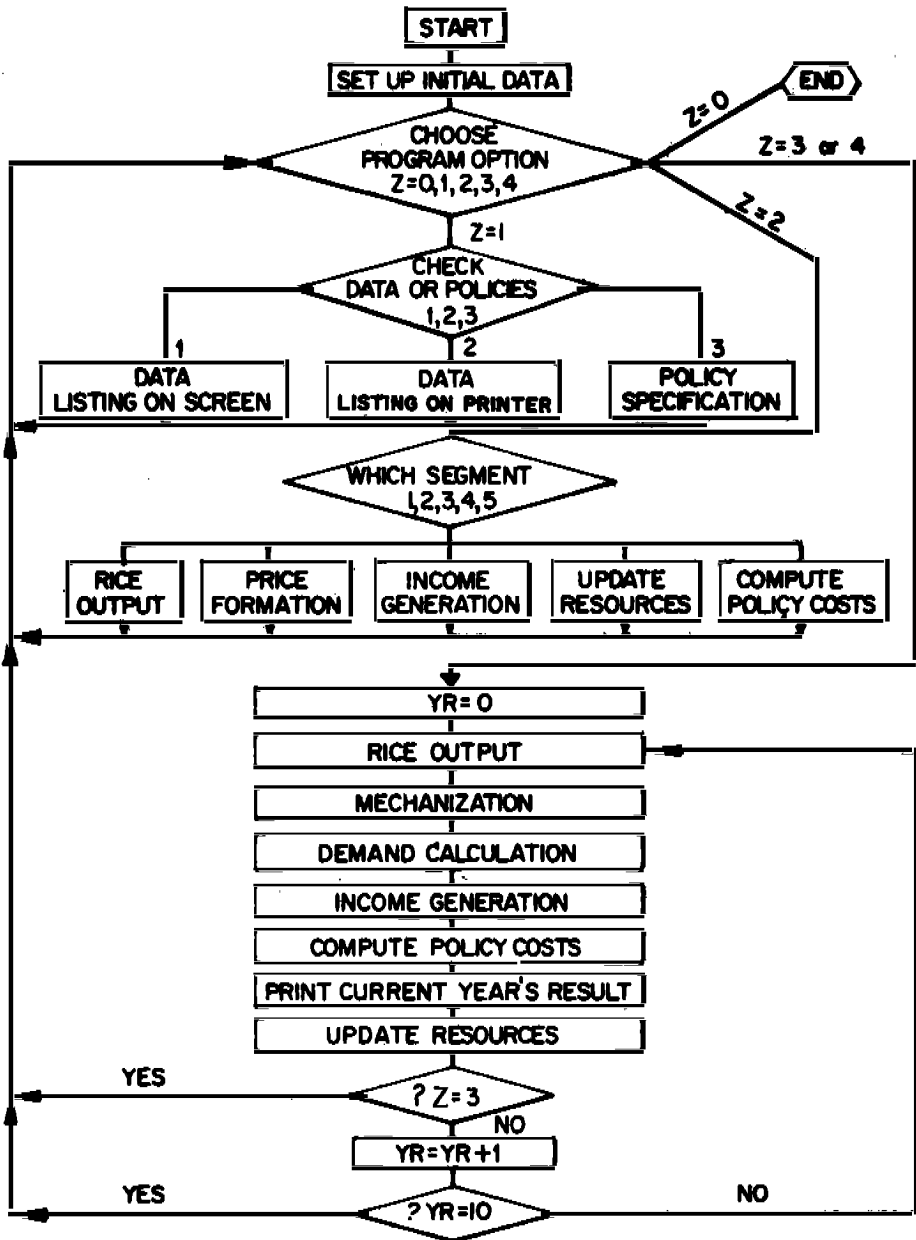 START
SET UP INITIAL DATA
END
CHOOSE
PROGRAM OPTION
Z=0,1,2,3,4
Z=0
Z=3 or 4
Z=2
Z=1
CHECK
DATA OR POLICIES
1,2,3
1
2
3
DATA
LISTING ON SCREEN
DATA
LISTING ON PRINTER
POLICY
SPECIFICATION
WHICH SEGMENT
1,2,3,4,5
RICE
OUTPUT
PRICE
FORMATION
INCOME
GENERATION
UPDATE
RESOURCES
COMPUTE
POLICY COSTS
YR=0
RICE OUTPUT
MECHANIZATION
DEMAND CALCULATION
INCOME GENERATION
COMPUTE POLICY COSTS
PRINT CURRENT YEAR'S RESULT
UPDATE RESOURCES
YES
? Z=3
NO
YR=YR+1
YES
? YR=10
NO